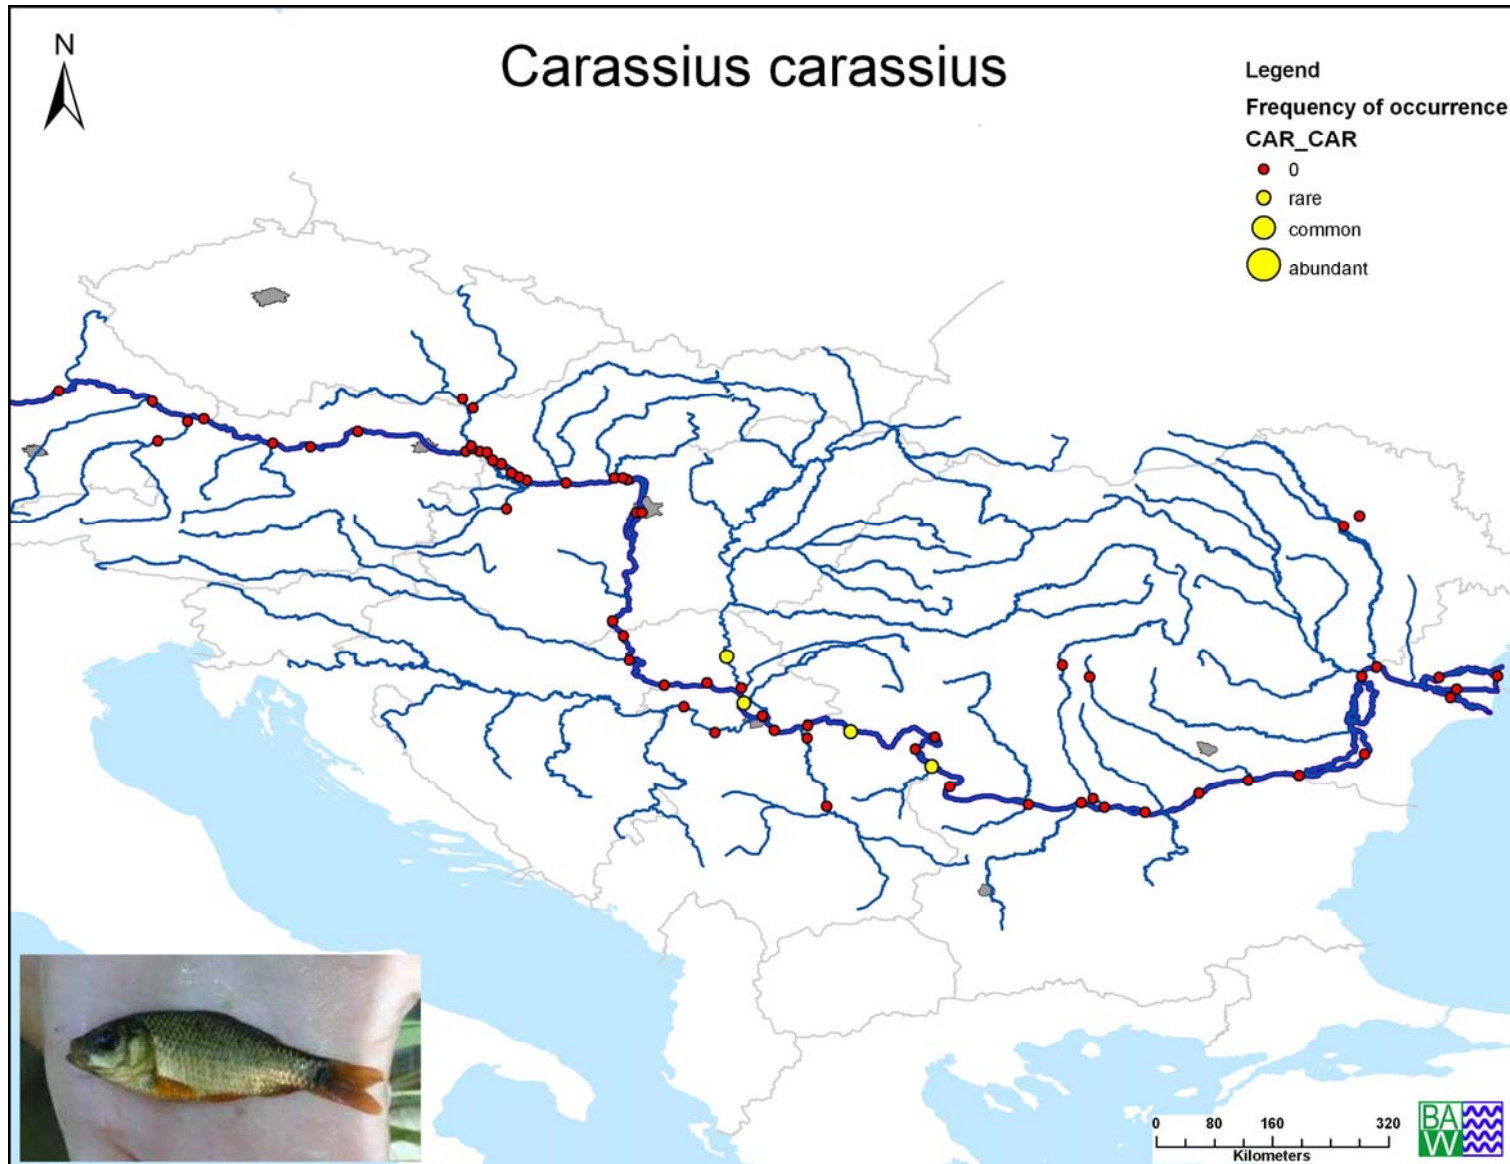 Carassius carassius
N
Legend
Frequency of occurrence
CAR_CAR
0
rare
common
abundant
0 80 160 320
Kilometers
BA
W